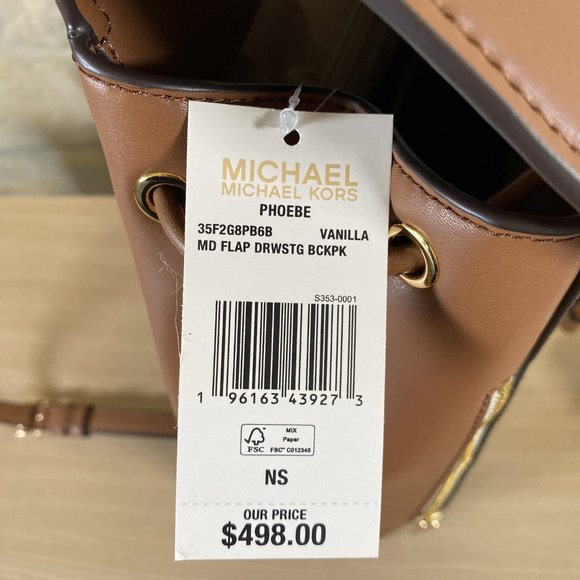 MICHAEL
MICHAEL KORS
PHOEBE
35F2G8PB6B VANILLA
MD FLAP DRWSTG BCKPK
S353-0001
1 96163 43927 3
FSC
MIX
Paper
FSC® C012345
NS
OUR PRICE
$498.00